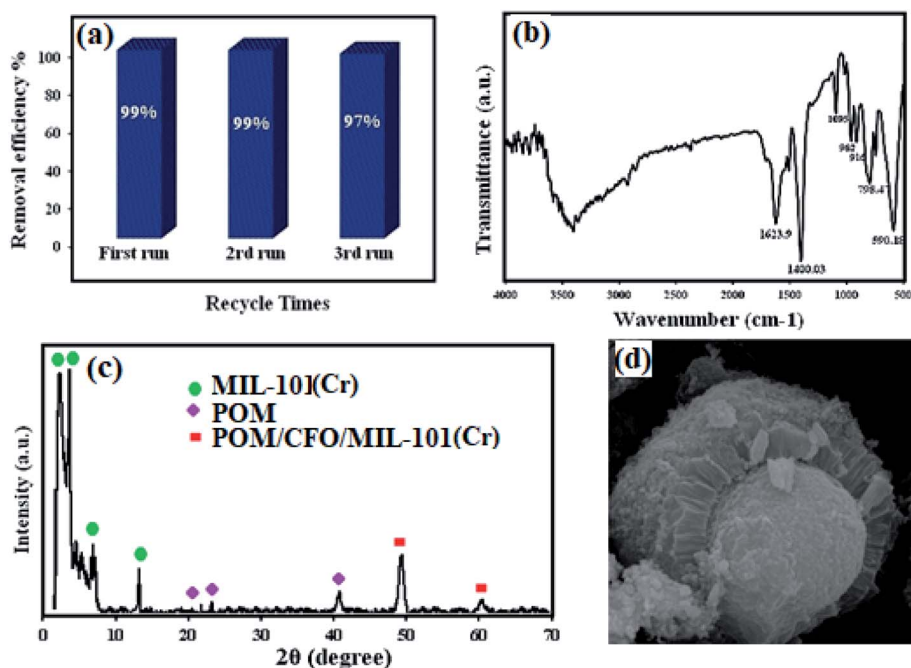 (a)
Removal efficiency %
100
80
60
40
20
0
99%
99%
97%
First run
2rd run
3rd run
Recycle Times
(b)
Transmittance (a.u.)
1623.9
1400.03
1095
962
916
798.47
590.18
4000
3000
2500
2000
1500
1000
500
Wavenumber (cm-1)
(c)
Intensity (a.u.)
MIL-101(Cr)
POM
POM/CFO/MIL-101(Cr)
0
10
20
30
40
50
60
70
2θ (degree)
(d)